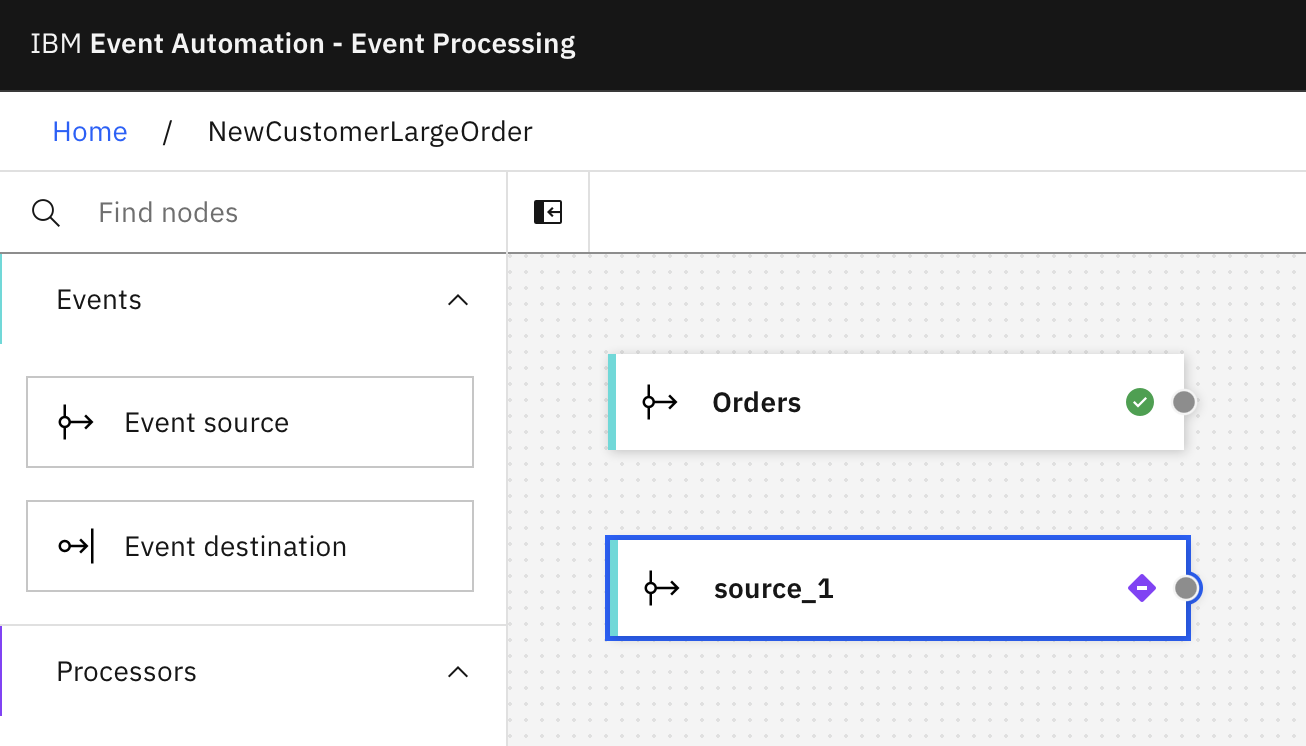 IBM Event Automation - Event Processing
Home / NewCustomerLargeOrder
Find nodes
Events
Event source
Event destination
Processors
Orders
source_1